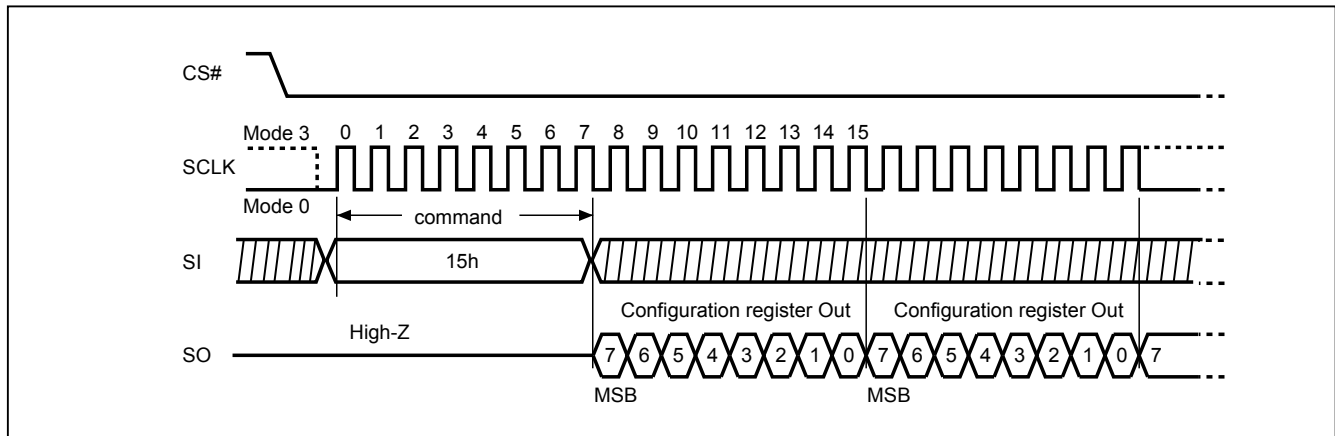 CS#
Mode 3
0 1 2 3 4 5 6 7 8 9 10 11 12 13 14 15
SCLK
Mode 0
command
SI
15h
Configuration register Out Configuration register Out
High-Z
SO
7 6 5 4 3 2 1 0 7 6 5 4 3 2 1 0 7
MSB MSB